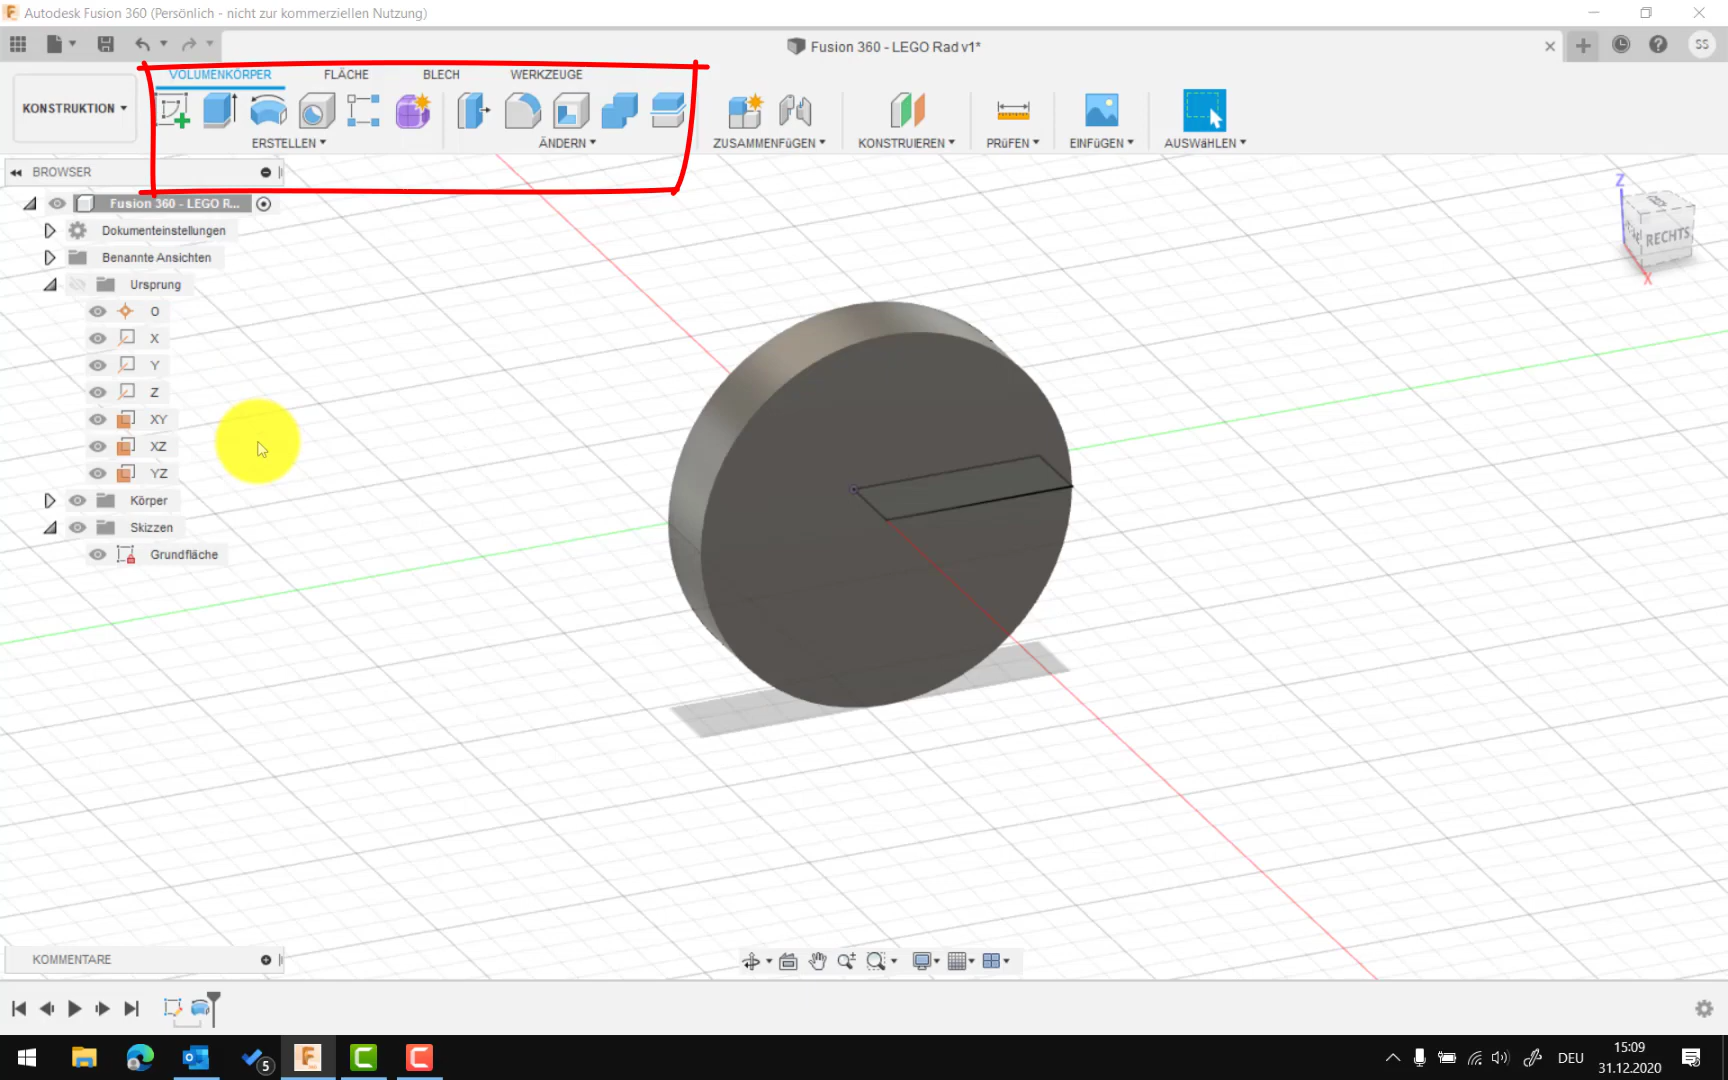 Autodesk Fusion 360 (Persönlich - nicht zur kommerziellen Nutzung)
Fusion 360 - LEGO Rad v1*
SS
VOLUMENKÖRPER FLÄCHE BLECH WERKZEUGE
KONSTRUKTION
ERSTELLEN ÄNDERN ZUSAMMENFÜGEN KONSTRUIEREN PRÜFEN EINFÜGEN AUSWÄHLEN
BROWSER
Fusion 360 - LEGO R...
Dokumenteinstellungen
Benannte Ansichten
Ursprung
O
X
Y
Z
XY
XZ
YZ
Körper
Skizzen
Grundfläche
Z
RECHTS
X
KOMMENTARE
5
DEU
15:09
31.12.2020